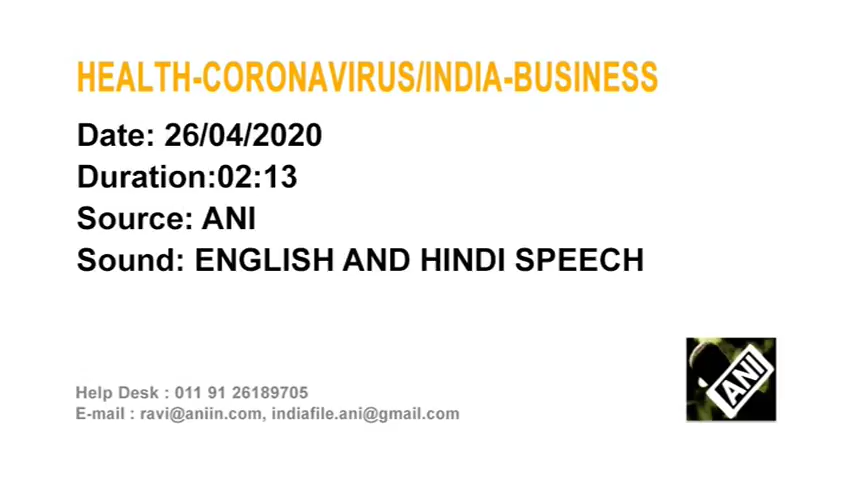 HEALTH-CORONAVIRUS/INDIA-BUSINESS
Date: 26/04/2020
Duration:02:13
Source: ANI
Sound: ENGLISH AND HINDI SPEECH
Help Desk : 011 91 26189705
E-mail : ravi@aniin.com, indiafile.ani@gmail.com
ANI